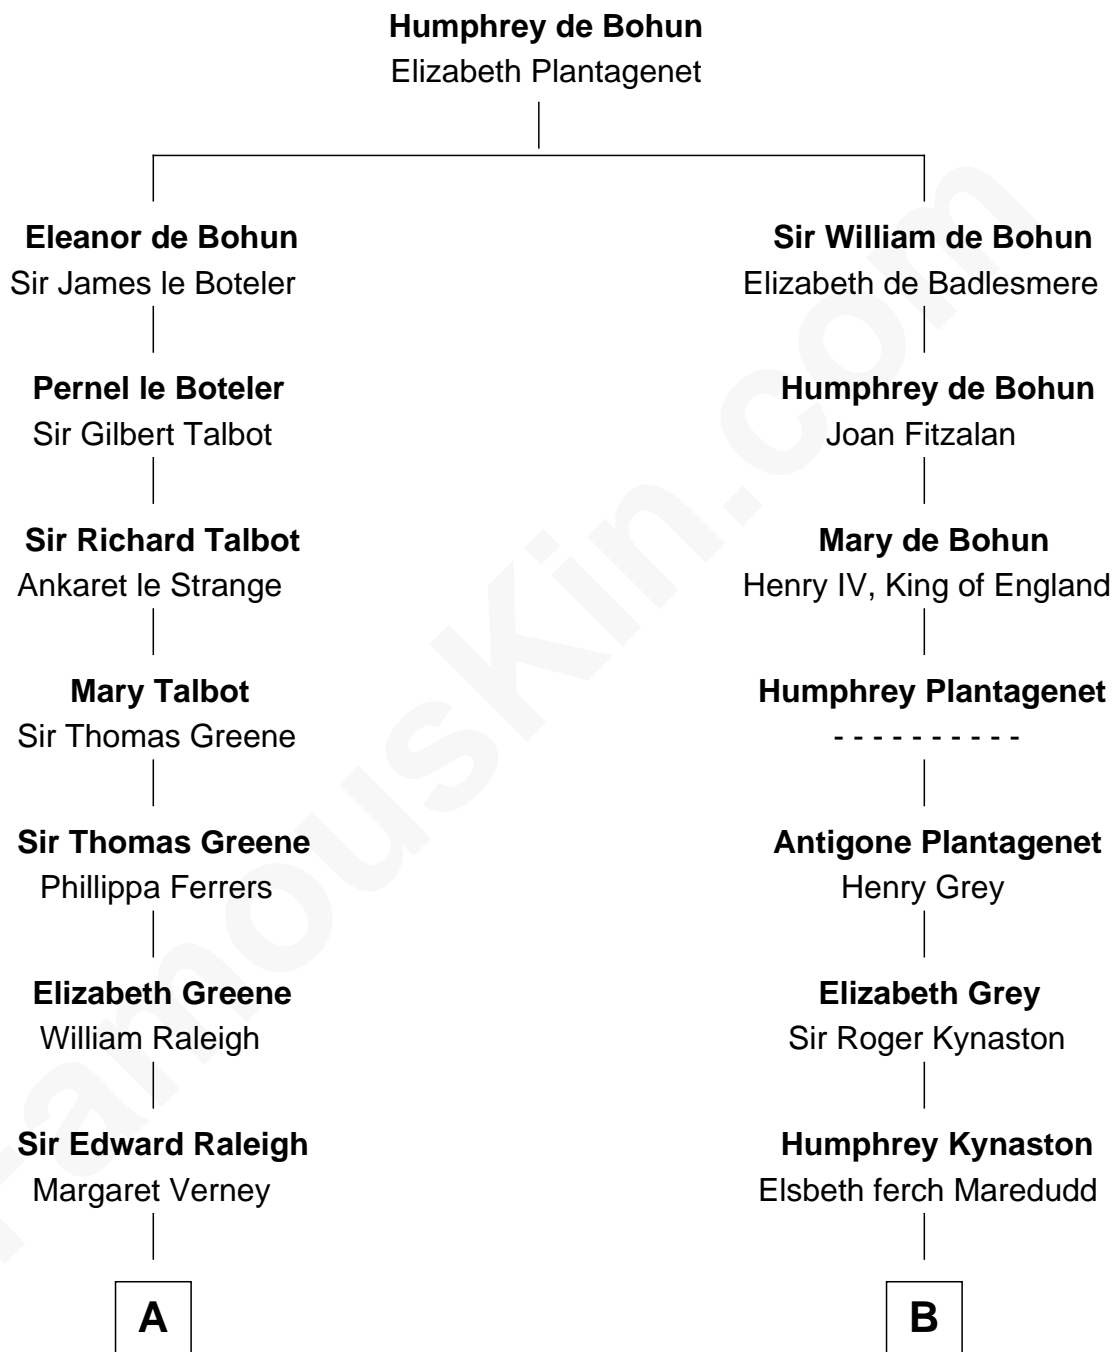 Humphrey de Bohun
Elizabeth Plantagenet
Eleanor de Bohun
Sir James le Boteler
Pernel le Boteler
Sir Gilbert Talbot
Sir Richard Talbot
Ankaret le Strange
Mary Talbot
Sir Thomas Greene
Sir Thomas Greene
Phillippa Ferrers
Elizabeth Greene
William Raleigh
Sir Edward Raleigh
Margaret Verney
A
Sir William de Bohun
Elizabeth de Badlesmere
Humphrey de Bohun
Joan Fitzalan
Mary de Bohun
Henry IV, King of England
Humphrey Plantagenet
- - - - - - - - - -
Antigone Plantagenet
Henry Grey
Elizabeth Grey
Sir Roger Kynaston
Humphrey Kynaston
Elsbeth ferch Maredudd
B
FamousKin.com